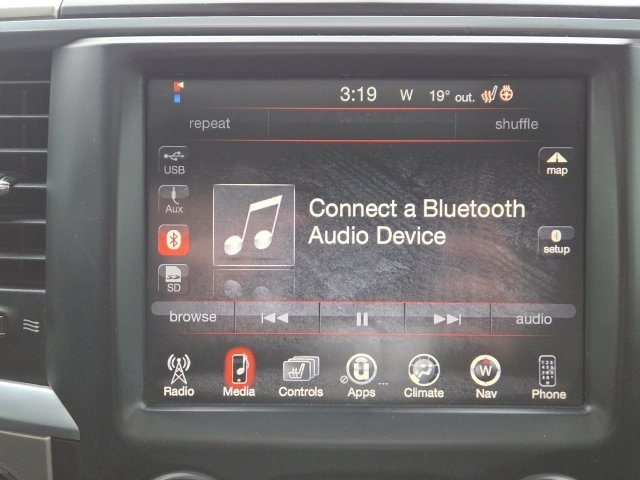 3:19 W 19° out.
repeat shuffle
USB
map
Aux
Connect a Bluetooth
Audio Device
setup
SD
browse audio
Radio Media Controls Apps Climate W Nav Phone